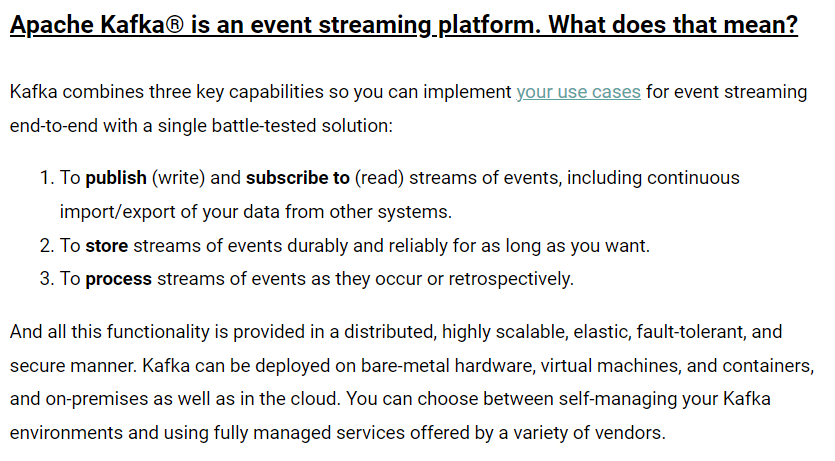 Apache Kafka® is an event streaming platform. What does that mean?
Kafka combines three key capabilities so you can implement your use cases for event streaming
end-to-end with a single battle-tested solution:
1. To publish (write) and subscribe to (read) streams of events, including continuous
import/export of your data from other systems.
2. To store streams of events durably and reliably for as long as you want.
3. To process streams of events as they occur or retrospectively.
And all this functionality is provided in a distributed, highly scalable, elastic, fault-tolerant, and
secure manner. Kafka can be deployed on bare-metal hardware, virtual machines, and containers,
and on-premises as well as in the cloud. You can choose between self-managing your Kafka
environments and using fully managed services offered by a variety of vendors.